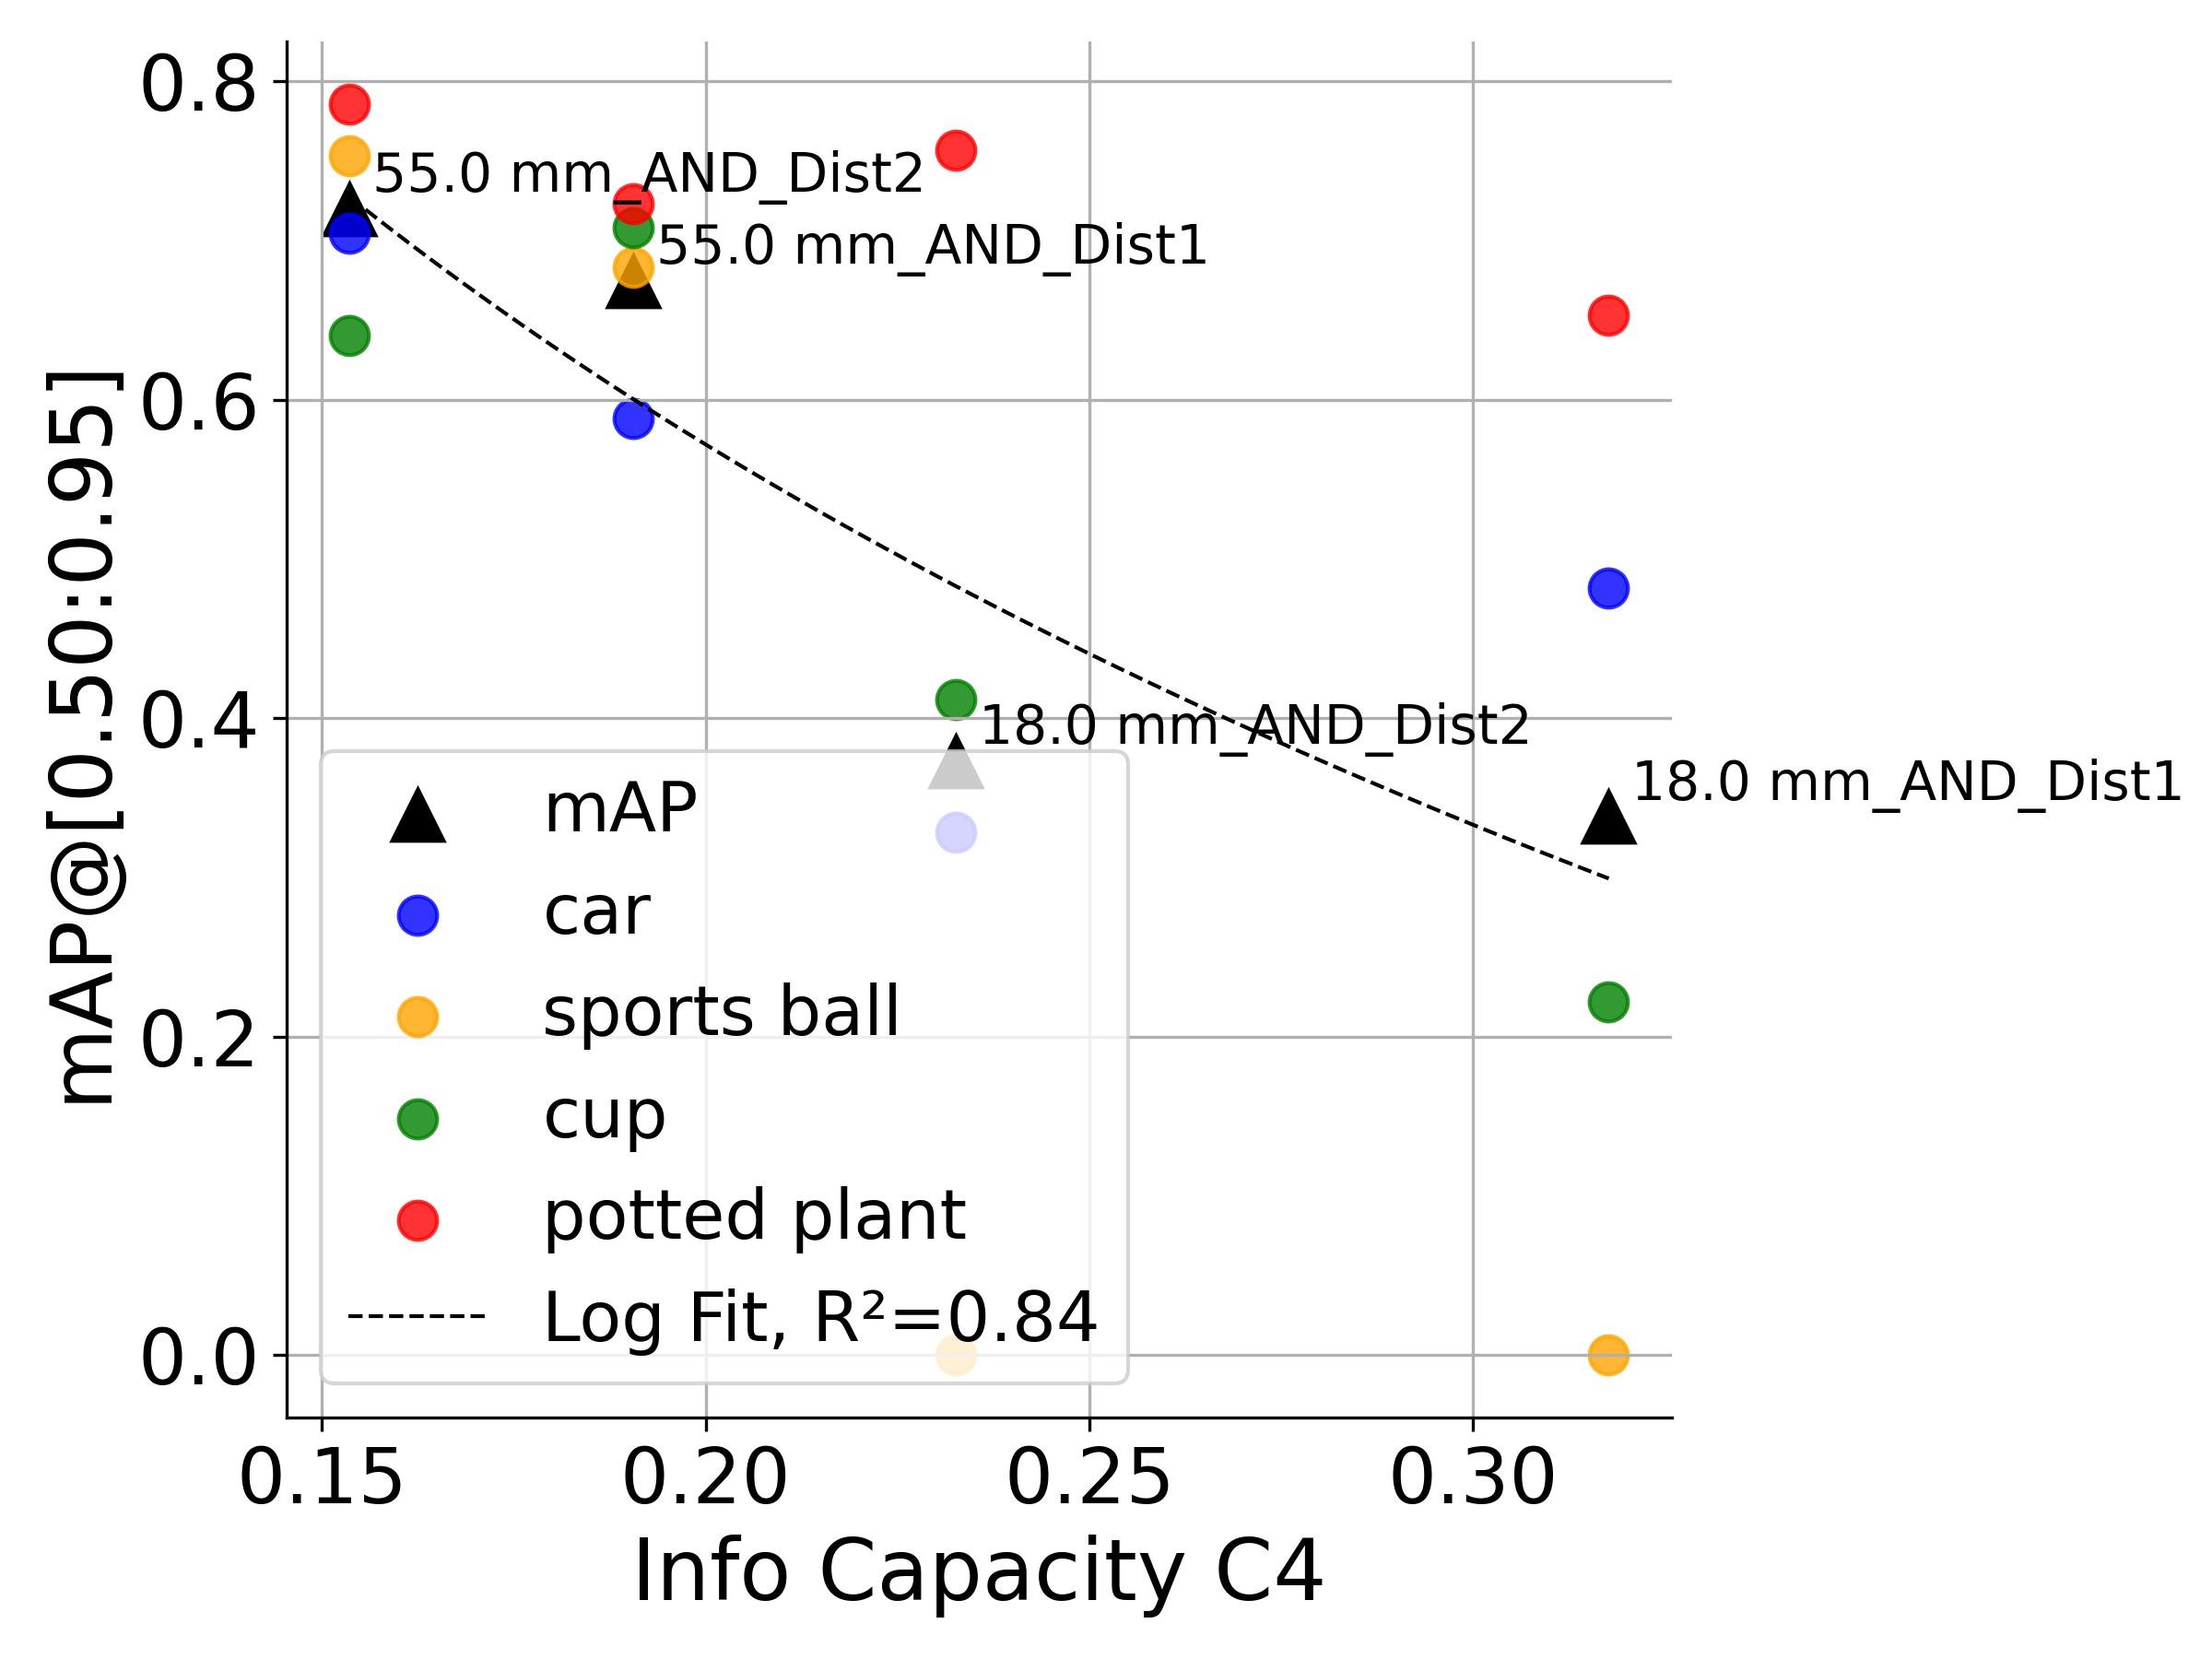 mAP@[0.50:0.95]
0.8
0.6
0.4
0.2
0.0
55.0 mm_AND_Dist2
55.0 mm_AND_Dist1
18.0 mm_AND_Dist2
18.0 mm_AND_Dist1
mAP
car
sports ball
cup
potted plant
Log Fit, R²=0.84
0.15 0.20 0.25 0.30
Info Capacity C4